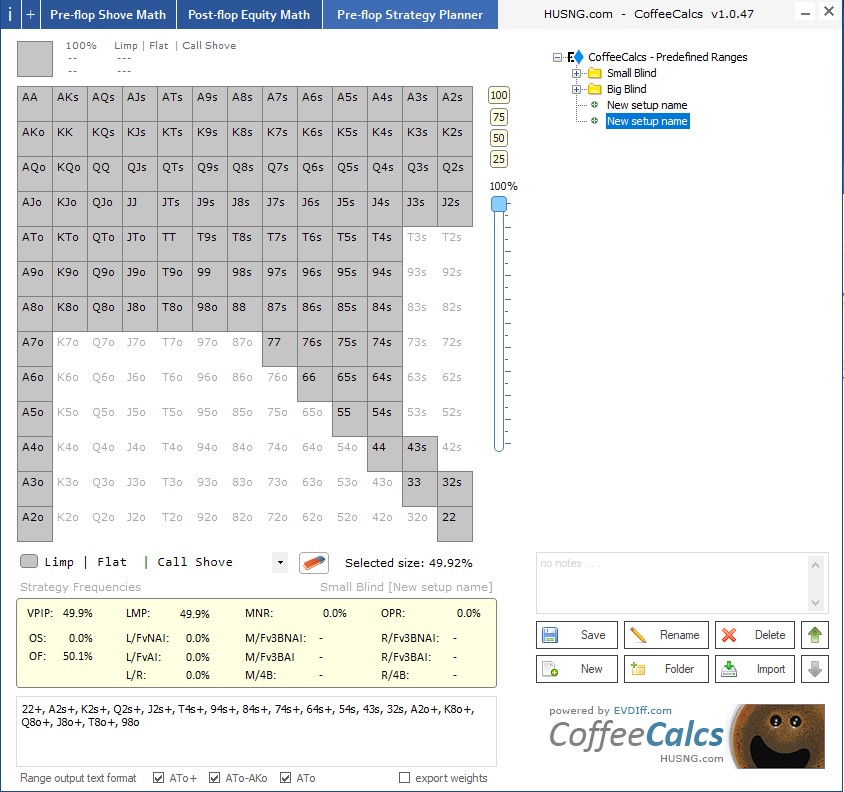 i + Pre-flop Shove Math Post-flop Equity Math Pre-flop Strategy Planner HUSNG.com - CoffeeCalcs v1.0.47
100% Limp | Flat | Call Shove
-- ---
-- ---
AA AKs AQs AJs ATs A9s A8s A7s A6s A5s A4s A3s A2s
AKo KK KQs KJs KTs K9s K8s K7s K6s K5s K4s K3s K2s
AQo KQo QQ QJs QTs Q9s Q8s Q7s Q6s Q5s Q4s Q3s Q2s
AJo KJo QJo JJ JTs J9s J8s J7s J6s J5s J4s J3s J2s
ATo KTo QTo JTo TT T9s T8s T7s T6s T5s T4s T3s T2s
A9o K9o Q9o J9o T9o 99 98s 97s 96s 95s 94s 93s 92s
A8o K8o Q8o J8o T8o 98o 88 87s 86s 85s 84s 83s 82s
A7o K7o Q7o J7o T7o 97o 87o 77 76s 75s 74s 73s 72s
A6o K6o Q6o J6o T6o 96o 86o 76o 66 65s 64s 63s 62s
A5o K5o Q5o J5o T5o 95o 85o 75o 65o 55 54s 53s 52s
A4o K4o Q4o J4o T4o 94o 84o 74o 64o 54o 44 43s 42s
A3o K3o Q3o J3o T3o 93o 83o 73o 63o 53o 43o 33 32s
A2o K2o Q2o J2o T2o 92o 82o 72o 62o 52o 42o 32o 22
100
75
50
25
100%
CoffeeCalcs - Predefined Ranges
Small Blind
Big Blind
New setup name
New setup name
Limp | Flat | Call Shove Selected size: 49.92%
Strategy Frequencies Small Blind [New setup name]
VPIP: 49.9% LMP: 49.9% MNR: 0.0% OPR: 0.0%
OS: 0.0% L/FvNAI: 0.0% M/Fv3BNAI: - R/Fv3BNAI: -
OF: 50.1% L/FvAI: 0.0% M/Fv3BAI - R/Fv3BAI: -
L/R: 0.0% M/4B: - R/4B: -
22+, A2s+, K2s+, Q2s+, J2s+, T4s+, 94s+, 84s+, 74s+, 64s+, 54s, 43s, 32s, A2o+, K8o+,
Q8o+, J8o+, T8o+, 98o
Range output text format ATo+ ATo-AKo ATo export weights
no notes . . .
Save Rename Delete
New Folder Import
powered by EVDIff.com
CoffeeCalcs
HUSNG.com